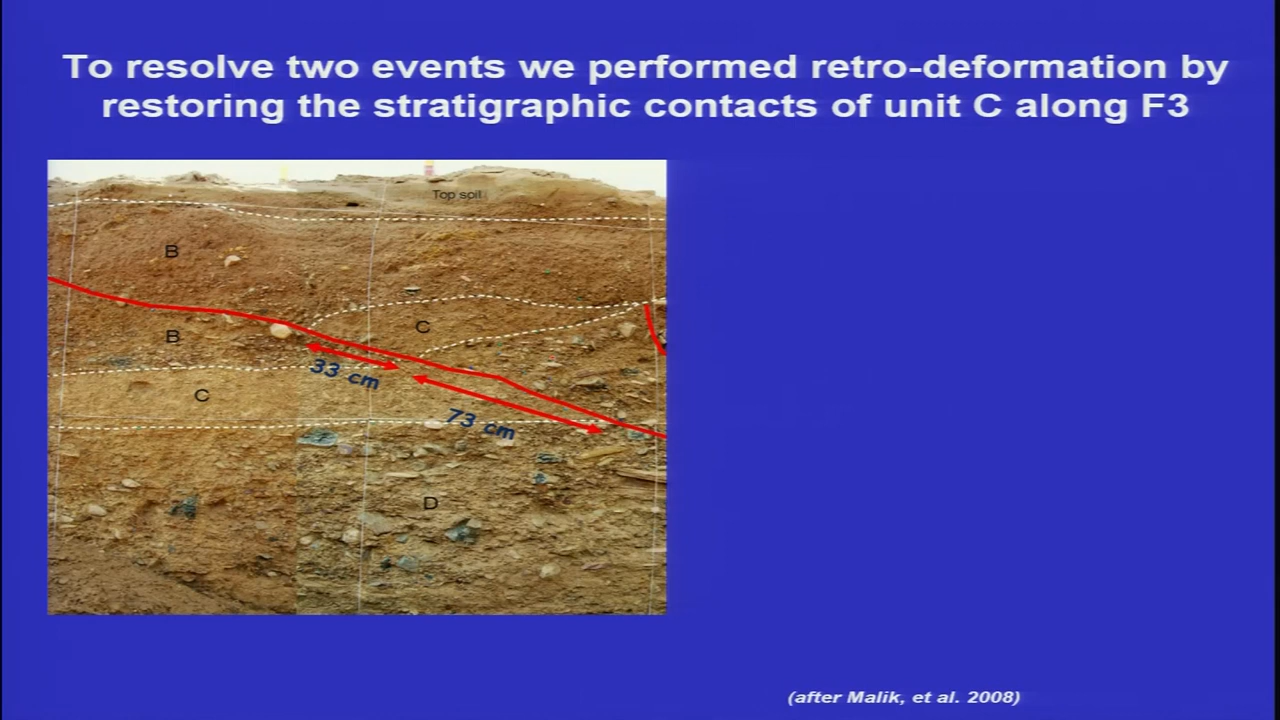 To resolve two events we performed retro-deformation by
restoring the stratigraphic contacts of unit C along F3
Top soil
B
C
B
33 cm
C
73 cm
D
(after Malik, et al. 2008)